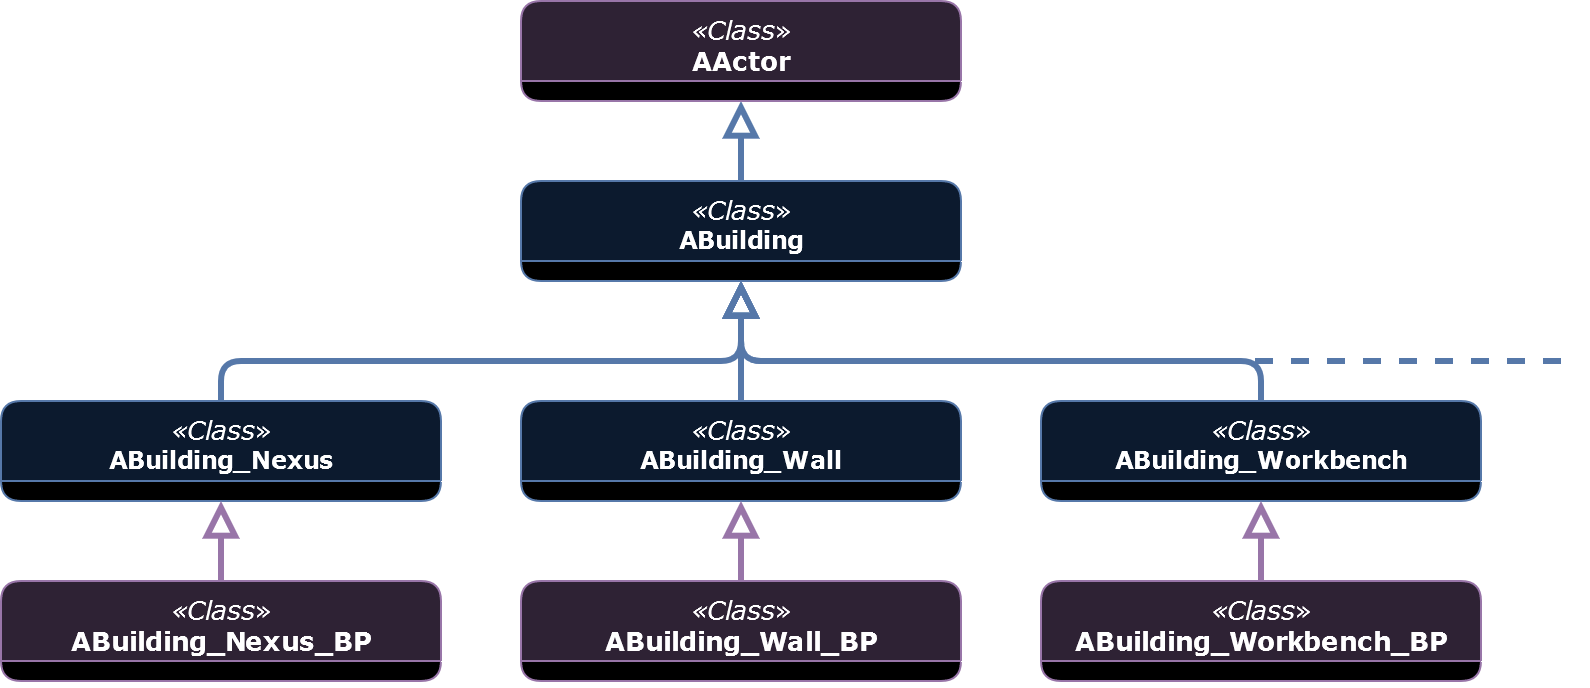 «Class»
AActor
«Class»
ABuilding
«Class»
ABuilding_Nexus
«Class»
ABuilding_Wall
«Class»
ABuilding_Workbench
«Class»
ABuilding_Nexus_BP
«Class»
ABuilding_Wall_BP
«Class»
ABuilding_Workbench_BP